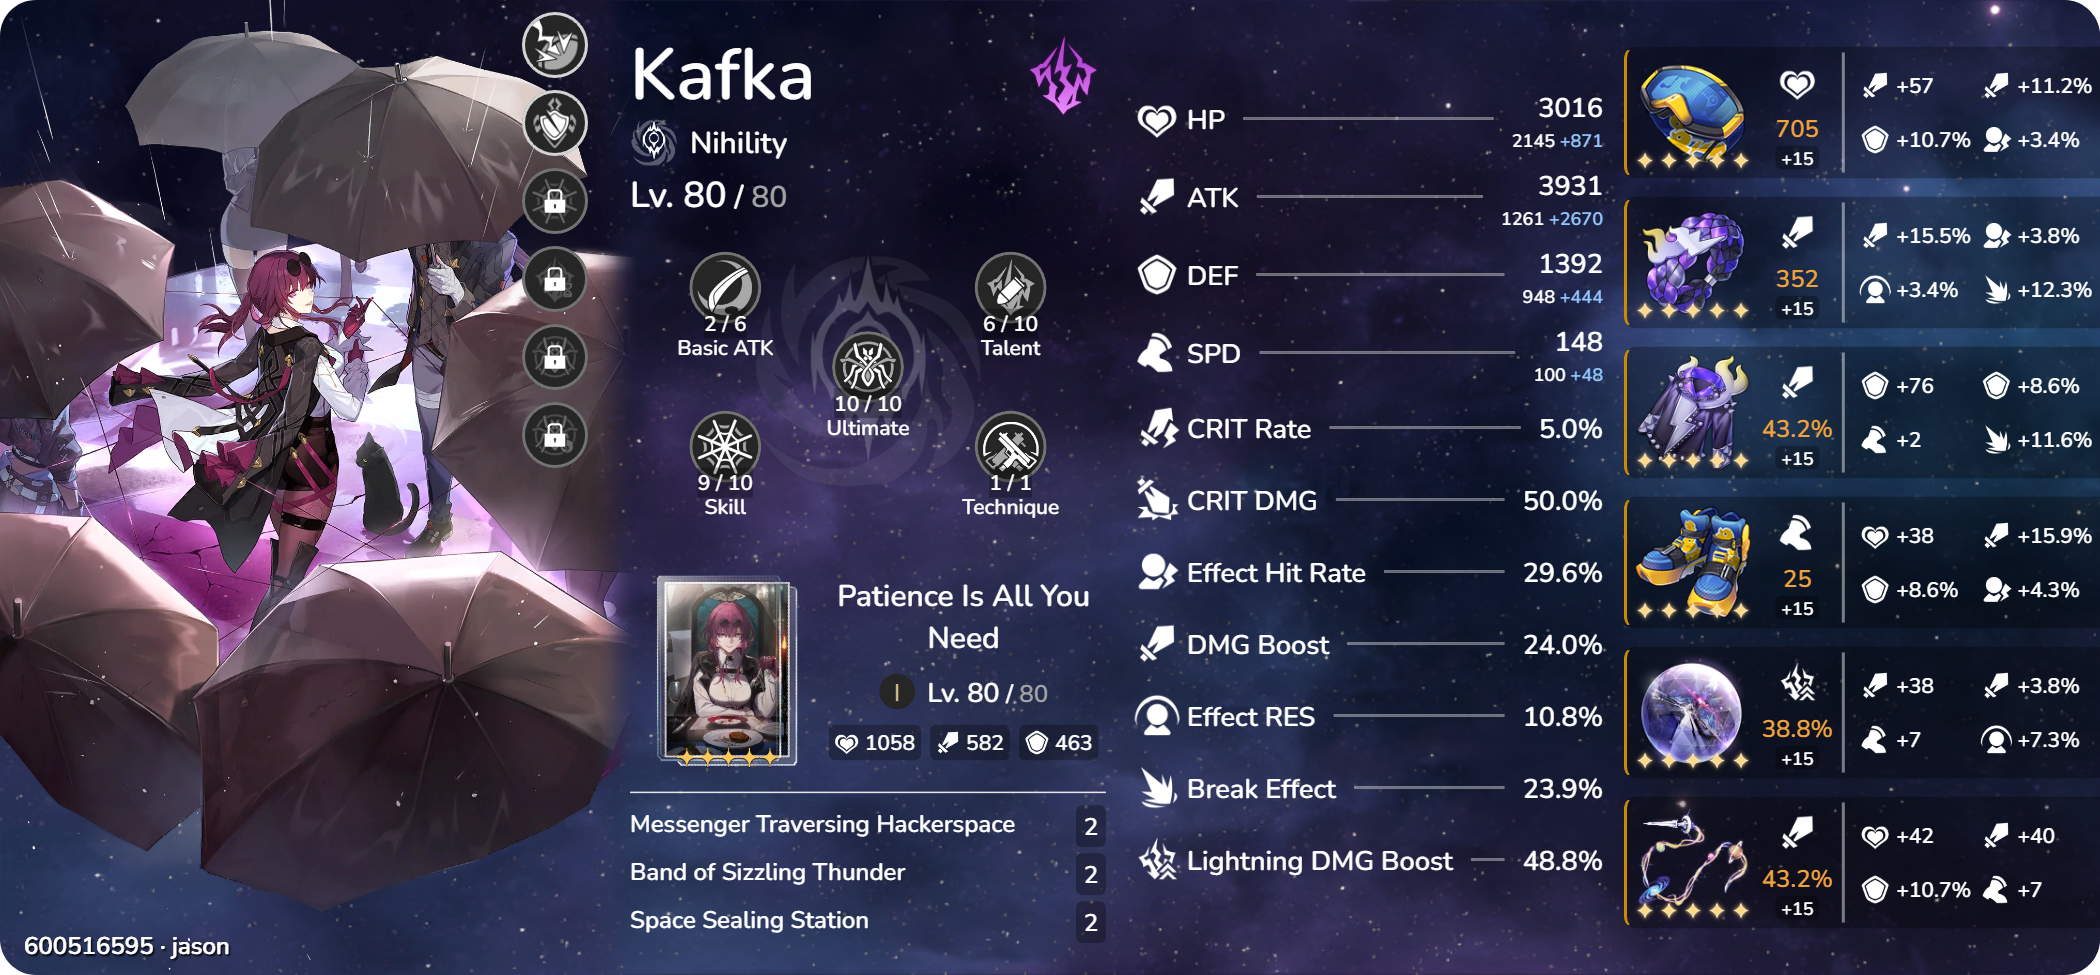 Kafka
Nihility
Lv. 80 / 80
2 / 6
Basic ATK
6 / 10
Talent
10 / 10
Ultimate
9 / 10
Skill
1 / 1
Technique
Patience Is All You
Need
I
Lv. 80 / 80
1058 582 463
Messenger Traversing Hackerspace 2
Band of Sizzling Thunder 2
Space Sealing Station 2
HP 3016
2145 +871
ATK 3931
1261 +2670
DEF 1392
948 +444
SPD 148
100 +48
CRIT Rate 5.0%
CRIT DMG 50.0%
Effect Hit Rate 29.6%
DMG Boost 24.0%
Effect RES 10.8%
Break Effect 23.9%
Lightning DMG Boost 48.8%
705
+15
+57 +11.2%
+10.7% +3.4%
352
+15
+15.5% +3.8%
+3.4% +12.3%
43.2%
+15
+76 +8.6%
+2 +11.6%
25
+15
+38 +15.9%
+8.6% +4.3%
38.8%
+15
+38 +3.8%
+7 +7.3%
43.2%
+15
+42 +40
+10.7% +7
600516595 · jason